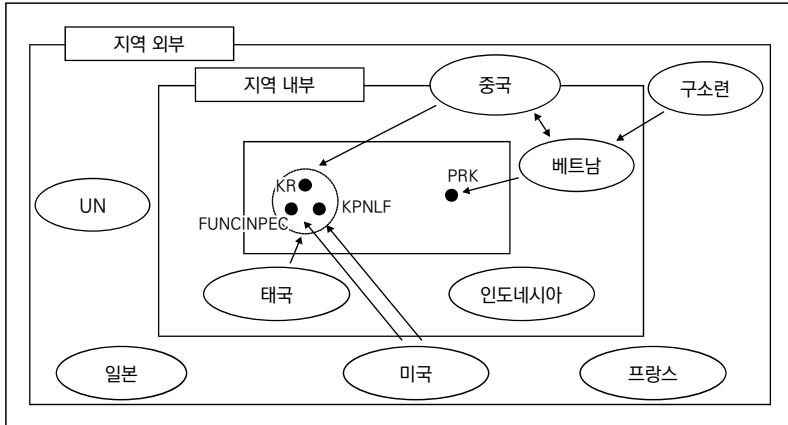 지역 외부
지역 내부
중국
구소련
베트남
PRK
KR
KPNLF
FUNCINPEC
UN
태국
인도네시아
일본
미국
프랑스